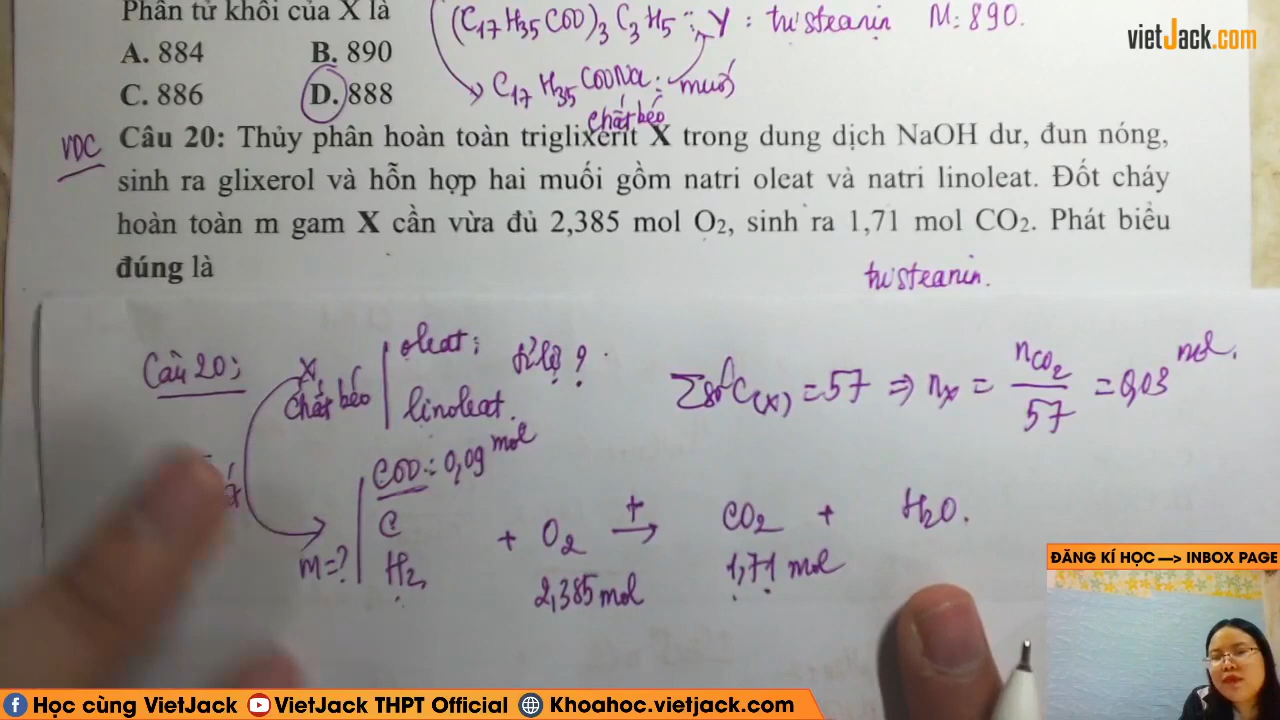 Phân tử khối của X là
A. 884 B. 890
C. 886 D. 888
(C17H35COO)3C3H5 : Y : tristearin M: 890.
C17H35COONa : muối
chất béo
vietJack.com
VDC Câu 20: Thủy phân hoàn toàn triglixerit X trong dung dịch NaOH dư, đun nóng,
sinh ra glixerol và hỗn hợp hai muối gồm natri oleat và natri linoleat. Đốt cháy
hoàn toàn m gam X cần vừa đủ 2,385 mol O2, sinh ra 1,71 mol CO2. Phát biểu
đúng là
tristearin.
Câu 20: X oleat; tỉ lệ ?
chất béo linoleat.
Σsố C(X) = 57 => nX = nCO2 / 57 = 0,03 mol.
COO : 0,09 mol
C + O2 → CO2 + H2O.
m=? H2 2,385 mol 1,71 mol
ĐĂNG KÍ HỌC —> INBOX PAGE
Học cùng VietJack VietJack THPT Official Khoahoc.vietjack.com